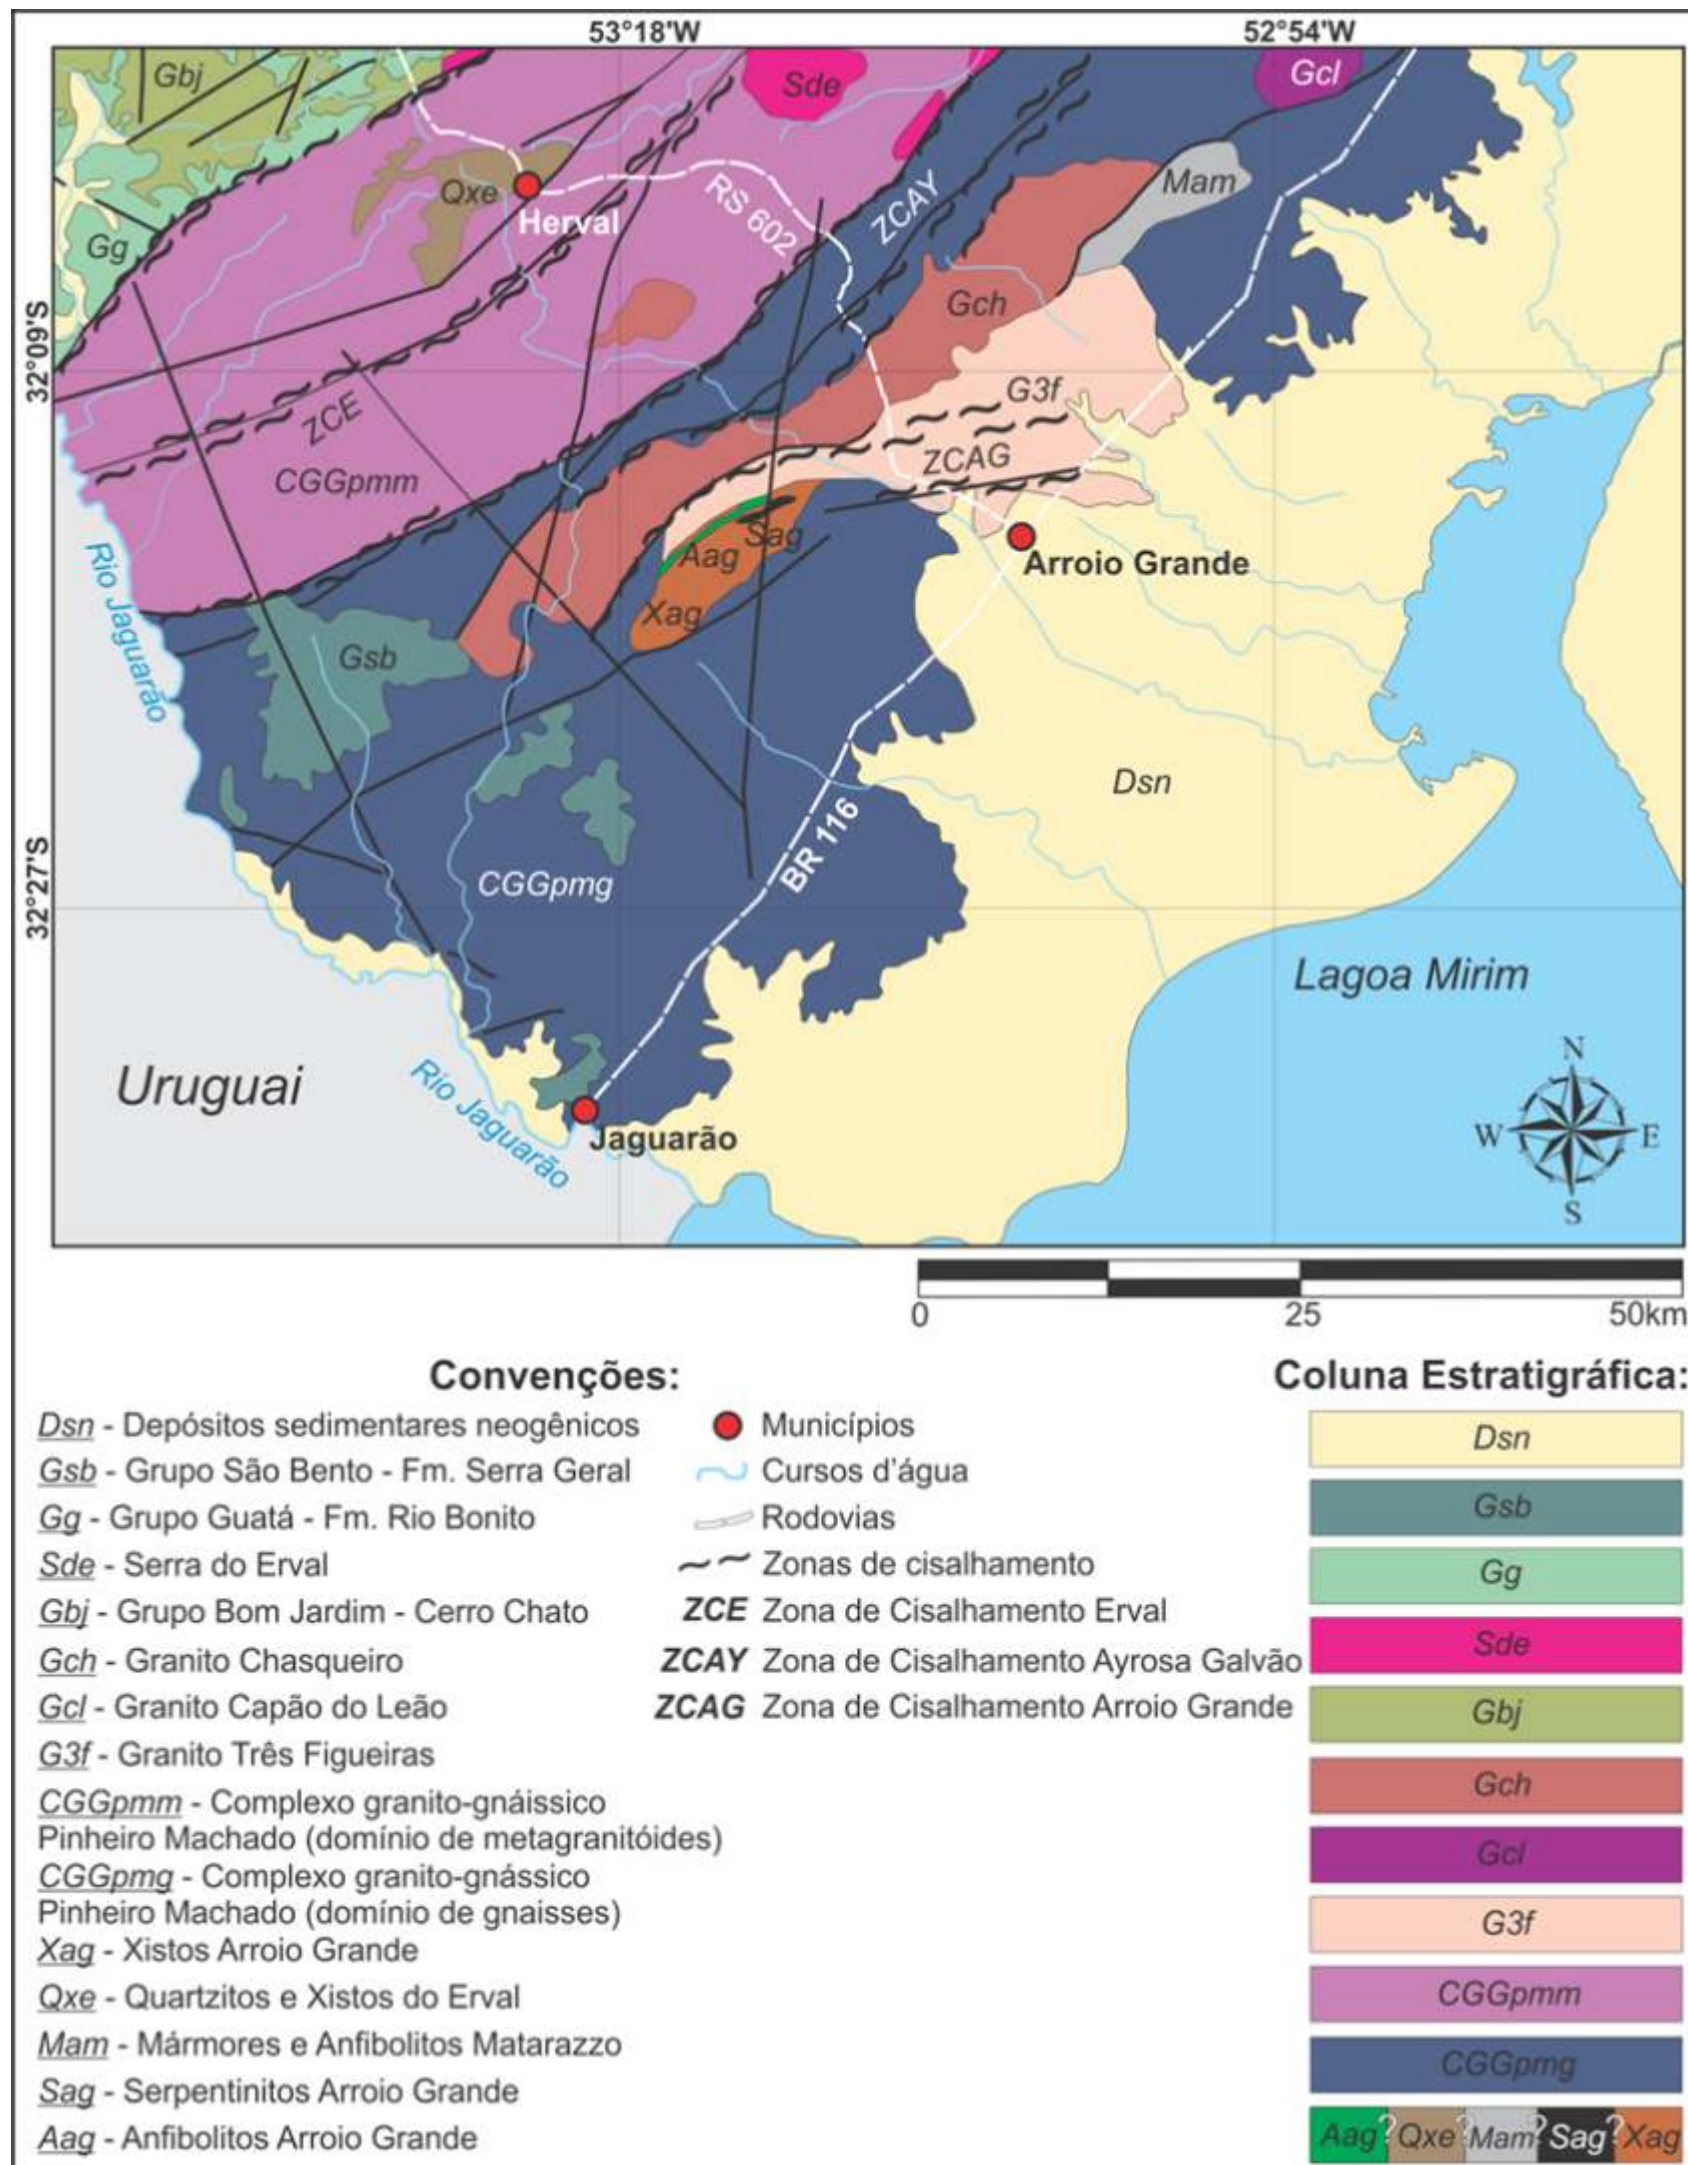 53°18'W
52°54'W
Gbj
Sde
Gcl
Qxe
Herval
RS 602
ZCAY
Mam
Gg
Gch
32°09'S
G3f
ZCE
ZCAG
CGGpmm
Sag
Aag
Arroio Grande
Xag
Rio Jaguarão
Gsb
Dsn
BR 116
CGGpmg
32°27'S
Lagoa Mirim
N
W
E
S
Uruguai
Rio Jaguarão
Jaguarão
0
25
50km
Convenções:
Dsn - Depósitos sedimentares neogênicos
Gsb - Grupo São Bento - Fm. Serra Geral
Gg - Grupo Guatá - Fm. Rio Bonito
Sde - Serra do Erval
Gbj - Grupo Bom Jardim - Cerro Chato
Gch - Granito Chasqueiro
Gcl - Granito Capão do Leão
G3f - Granito Três Figueiras
CGGpmm - Complexo granito-gnáissico
Pinheiro Machado (domínio de metagranitóides)
CGGpmg - Complexo granito-gnássico
Pinheiro Machado (domínio de gnaisses)
Xag - Xistos Arroio Grande
Qxe - Quartzitos e Xistos do Erval
Mam - Mármores e Anfibolitos Matarazzo
Sag - Serpentinitos Arroio Grande
Aag - Anfibolitos Arroio Grande
Municípios
Cursos d'água
Rodovias
Zonas de cisalhamento
ZCE Zona de Cisalhamento Erval
ZCAY Zona de Cisalhamento Ayrosa Galvão
ZCAG Zona de Cisalhamento Arroio Grande
Coluna Estratigráfica:
Dsn
Gsb
Gg
Sde
Gbj
Gch
Gcl
G3f
CGGpmm
CGGpmg
Aag ? Qxe ? Mam ? Sag ? Xag